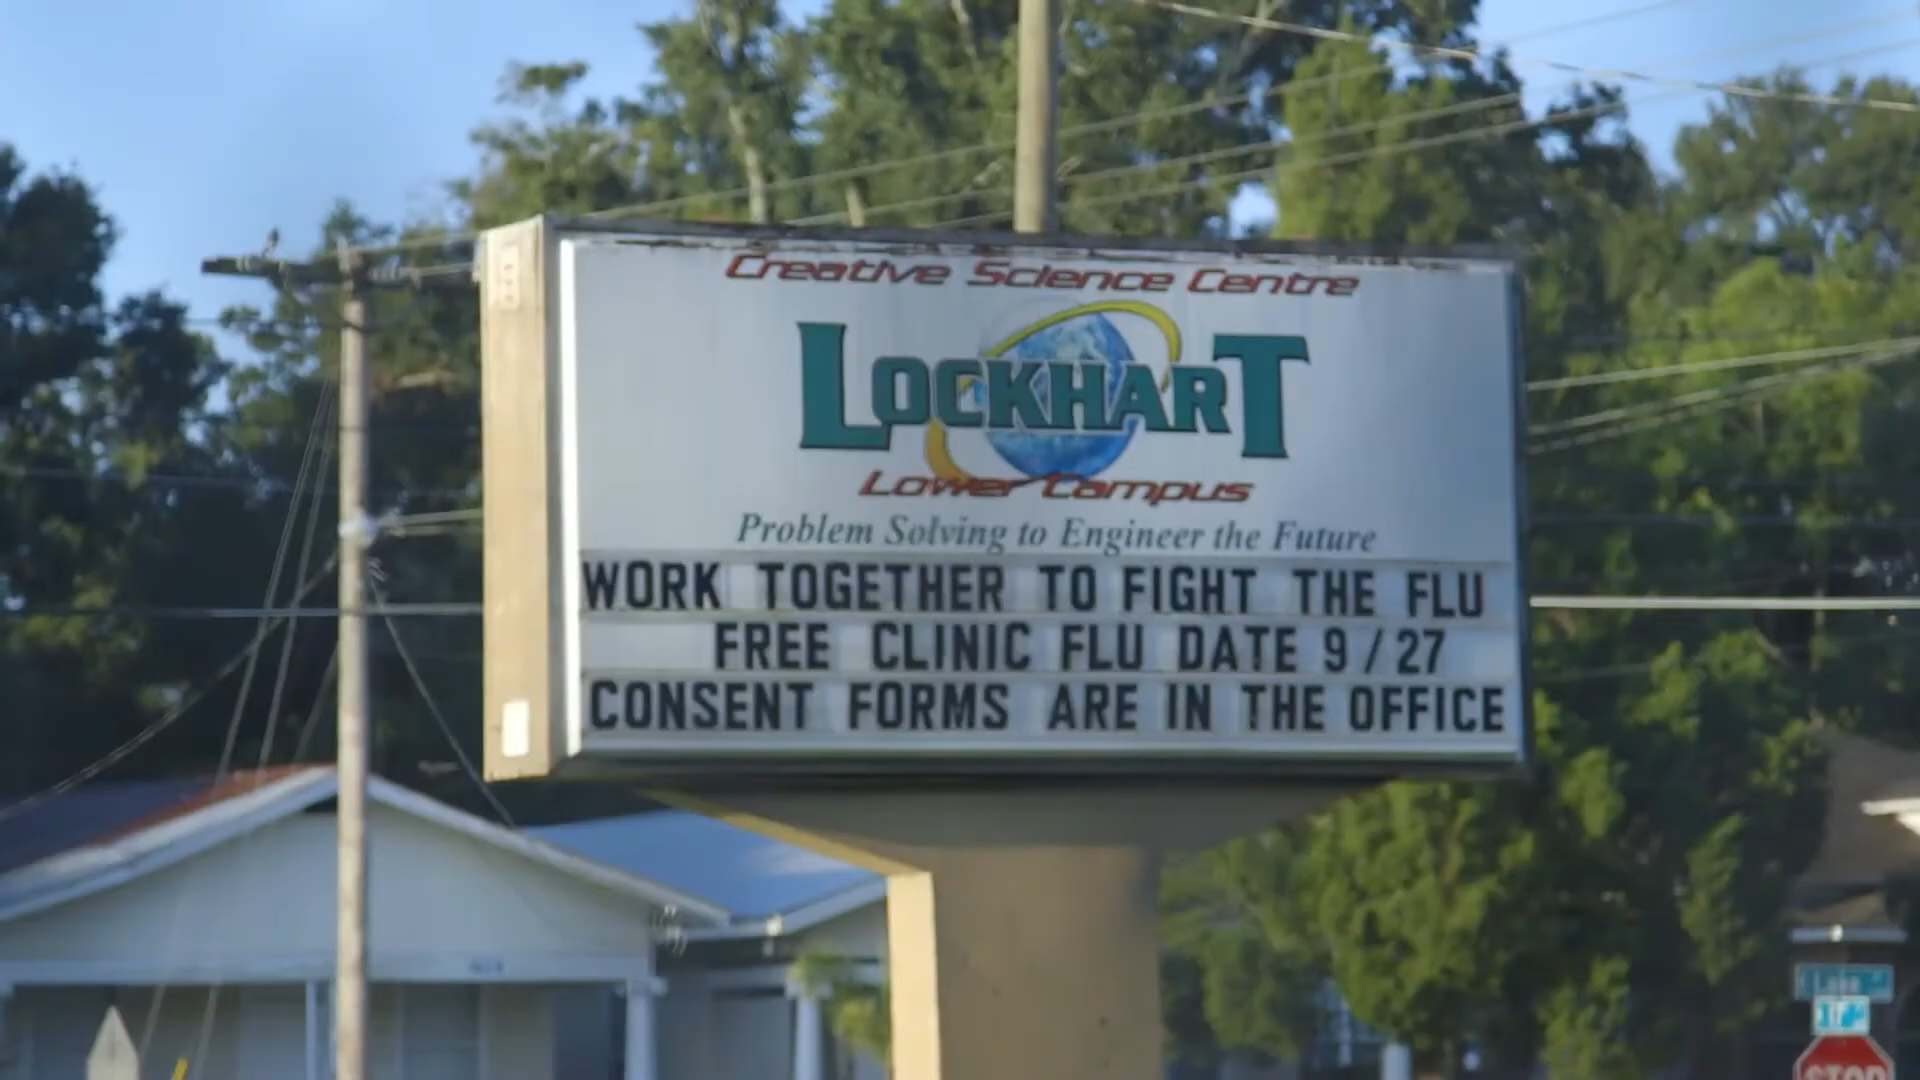 Creative Science Centre
LOCKHART
Lower Campus
Problem Solving to Engineer the Future
WORK TOGETHER TO FIGHT THE FLU
FREE CLINIC FLU DATE 9/27
CONSENT FORMS ARE IN THE OFFICE
STOP